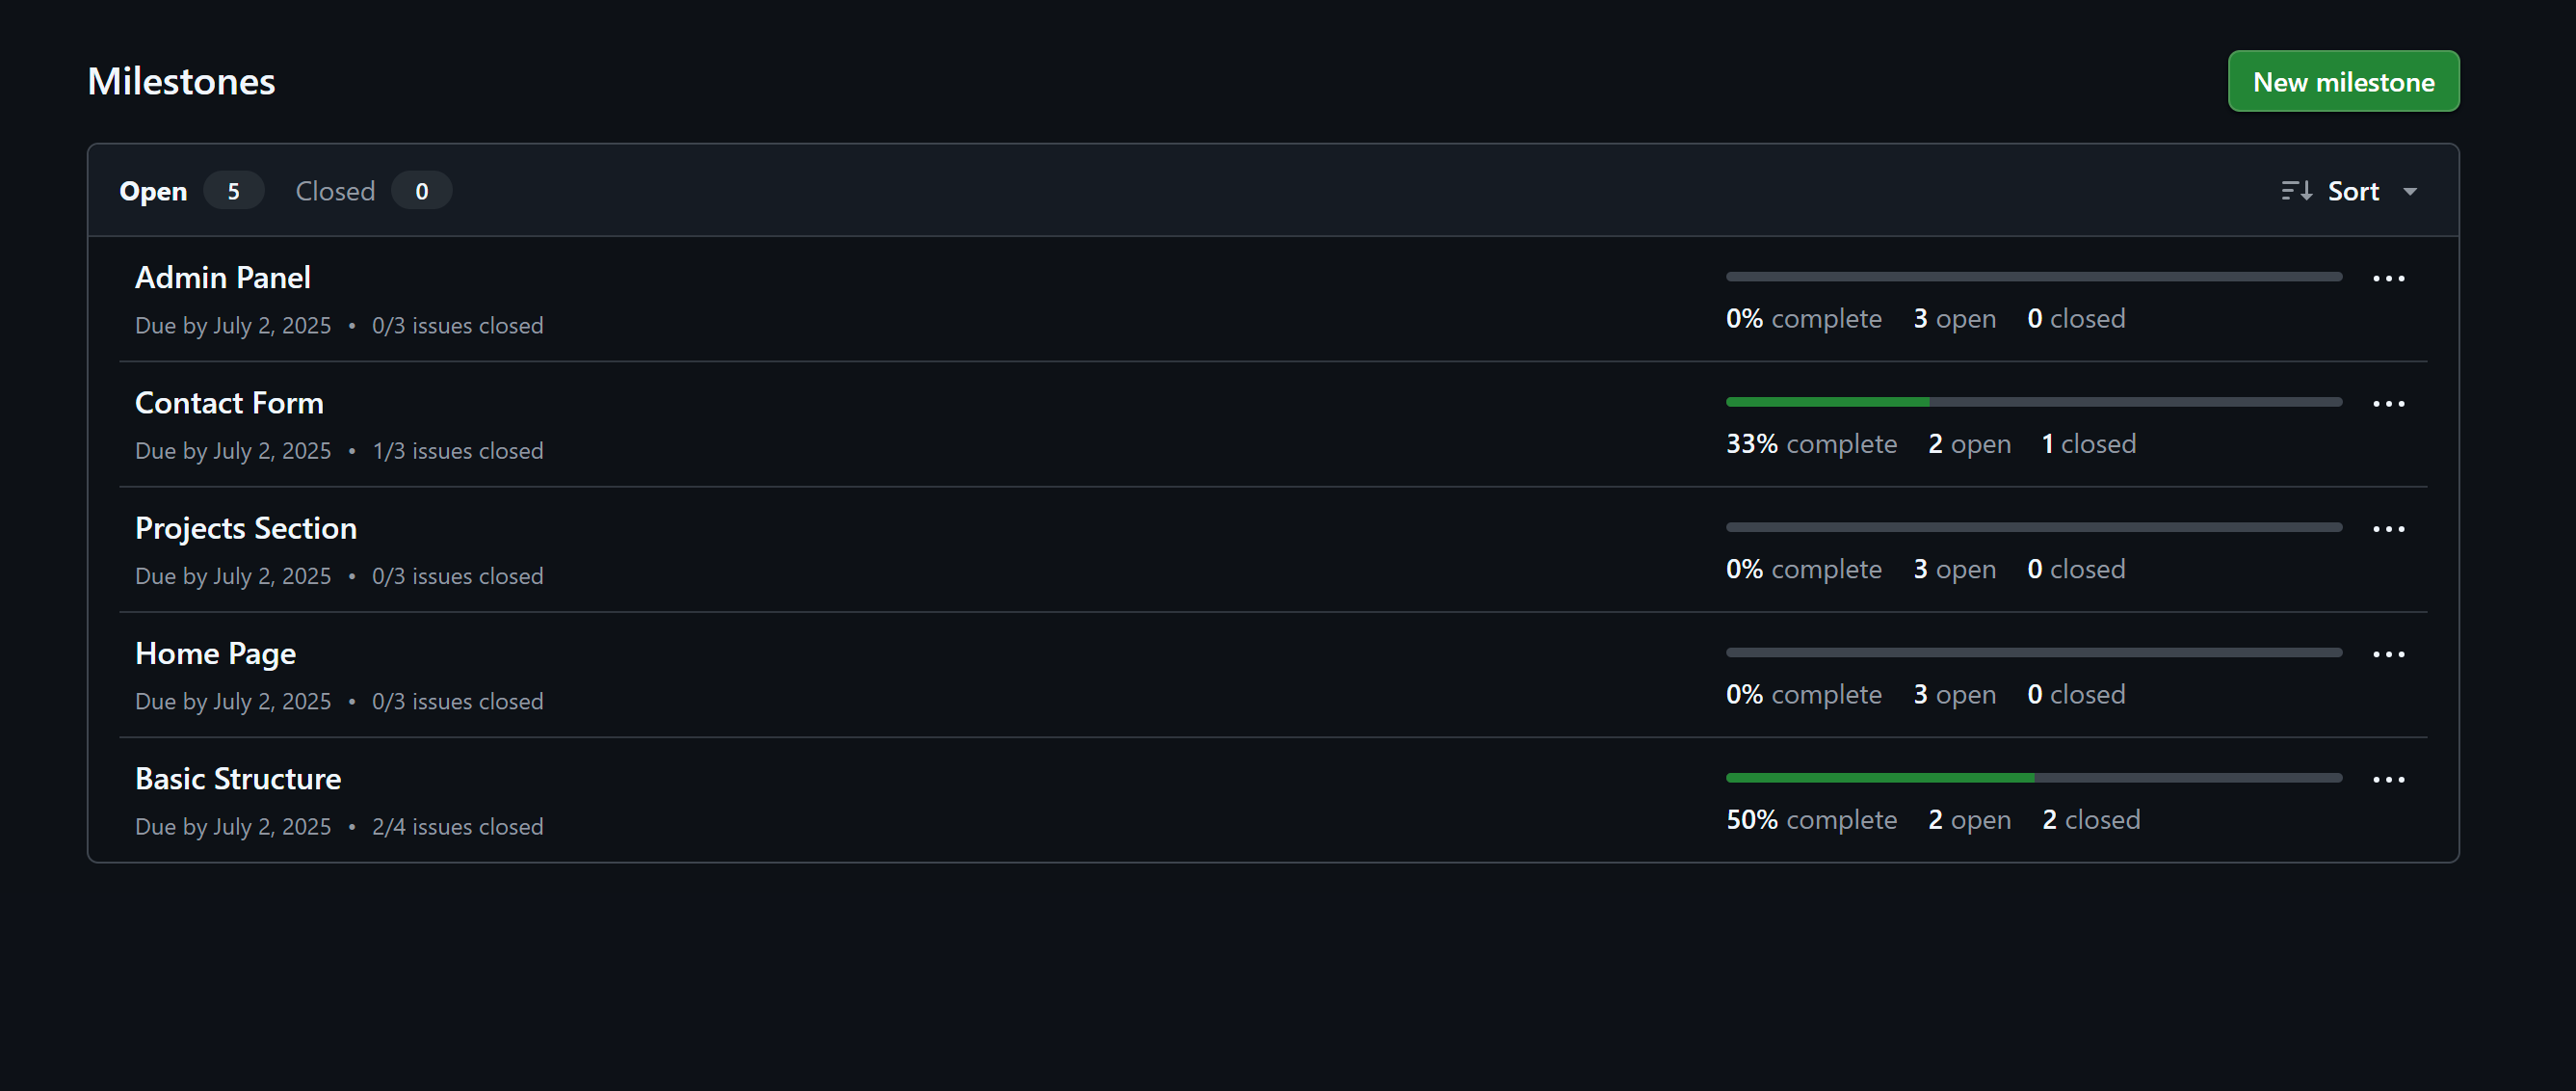 Milestones
New milestone
Open 5 Closed 0
Sort
Admin Panel
Due by July 2, 2025 • 0/3 issues closed
0% complete 3 open 0 closed
Contact Form
Due by July 2, 2025 • 1/3 issues closed
33% complete 2 open 1 closed
Projects Section
Due by July 2, 2025 • 0/3 issues closed
0% complete 3 open 0 closed
Home Page
Due by July 2, 2025 • 0/3 issues closed
0% complete 3 open 0 closed
Basic Structure
Due by July 2, 2025 • 2/4 issues closed
50% complete 2 open 2 closed